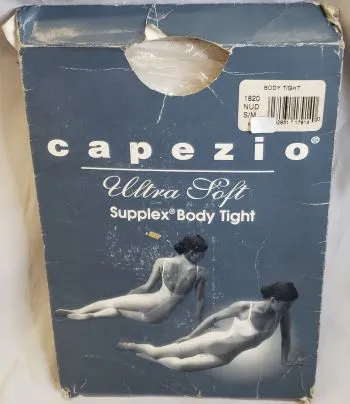 BODY TIGHT
1820
NUD
S/M
capezio®
Ultra Soft
Supplex® Body Tight